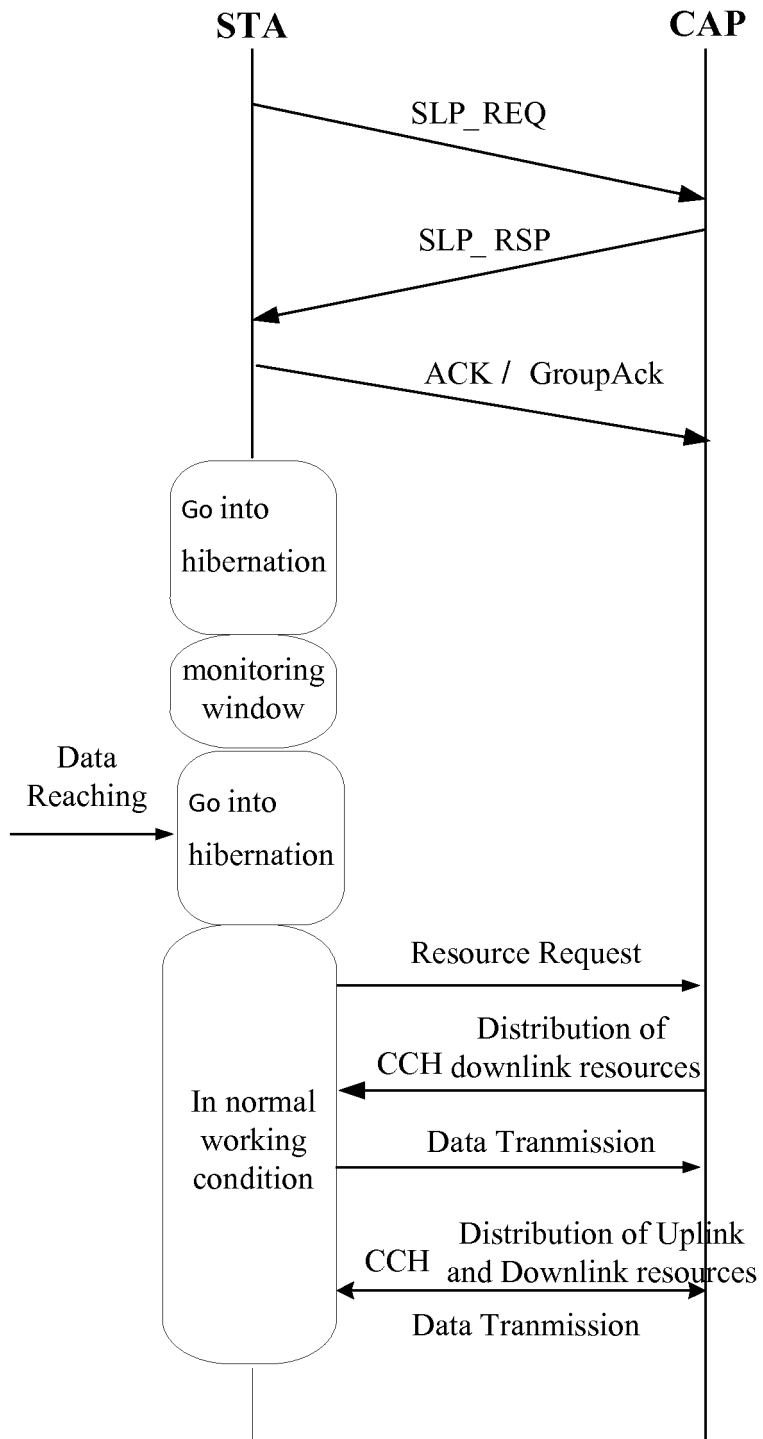 STA
CAP
SLP_REQ
SLP_ RSP
ACK / GroupAck
Go into
hibernation
monitoring
window
Data
Reaching
Go into
hibernation
Resource Request
Distribution of
CCH downlink resources
In normal
working
condition
Data Tranmission
Distribution of Uplink
CCH and Downlink resources
Data Tranmission